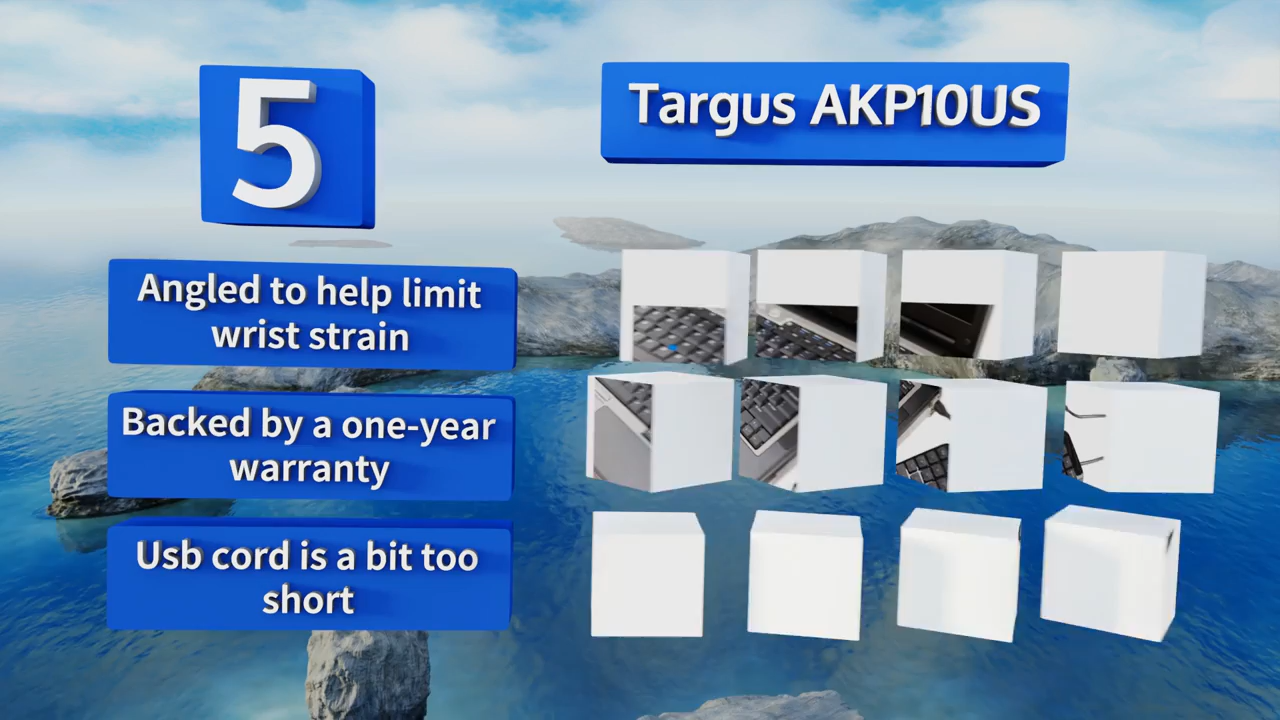 5
Targus AKP10US
Angled to help limit
wrist strain
Backed by a one-year
warranty
Usb cord is a bit too
short